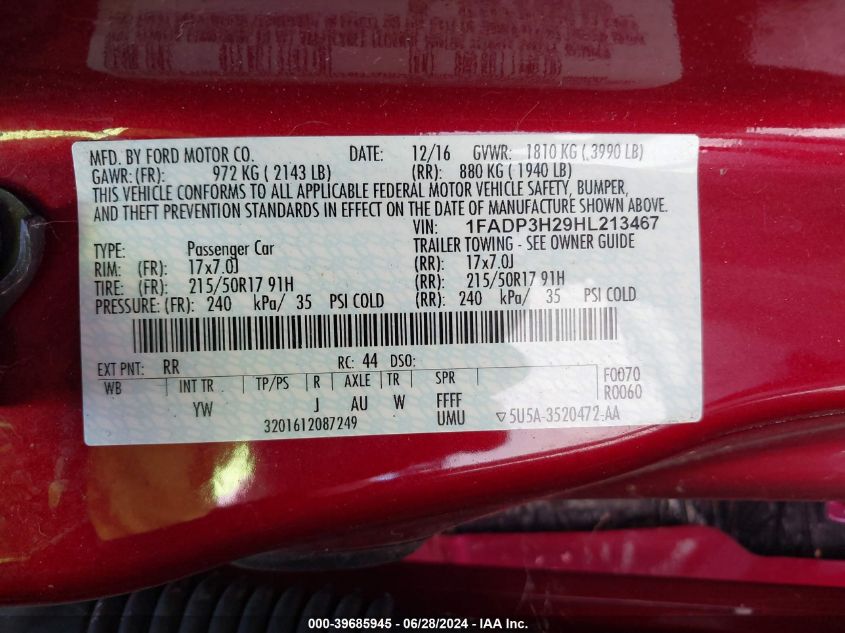 MFD. BY FORD MOTOR CO. DATE: 12/16 GVWR: 1810 KG ( 3990 LB)
GAWR: (FR): 972 KG ( 2143 LB) (RR): 880 KG ( 1940 LB)
THIS VEHICLE CONFORMS TO ALL APPLICABLE FEDERAL MOTOR VEHICLE SAFETY, BUMPER,
AND THEFT PREVENTION STANDARDS IN EFFECT ON THE DATE OF MANUFACTURE SHOWN ABOVE.
VIN: 1FADP3H29HL213467
TYPE: Passenger Car TRAILER TOWING - SEE OWNER GUIDE
RIM: (FR): 17x7.0J (RR): 17x7.0J
TIRE: (FR): 215/50R17 91H (RR): 215/50R17 91H
PRESSURE: (FR): 240 kPa/ 35 PSI COLD (RR): 240 kPa/ 35 PSI COLD
EXT PNT: RR RC: 44 DSO:
WB INT TR TP/PS R AXLE TR SPR F0070
R0060
YW J AU W FFFF
3201612087249 UMU ▽5U5A-3520472-AA
000-39685945 - 06/28/2024 - IAA Inc.